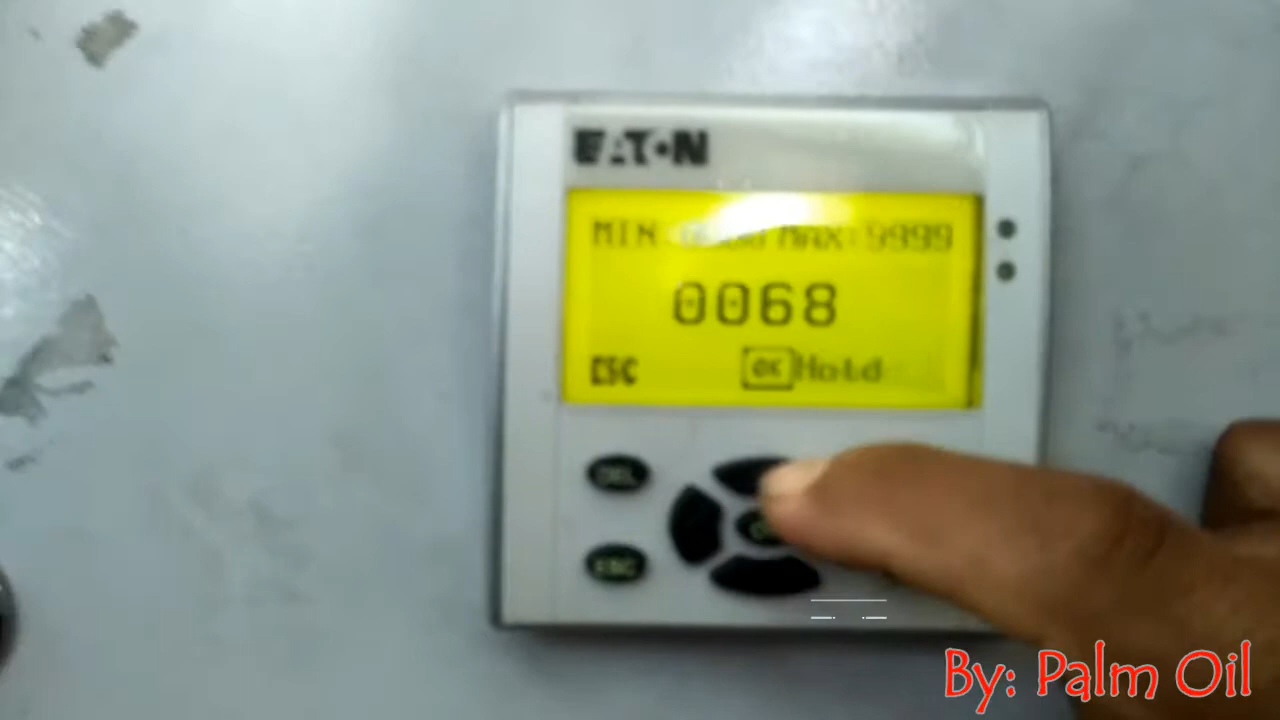 EATON
MIN MAX:9999
0068
ESC OK Hold
DEL
ESC
By: Palm Oil